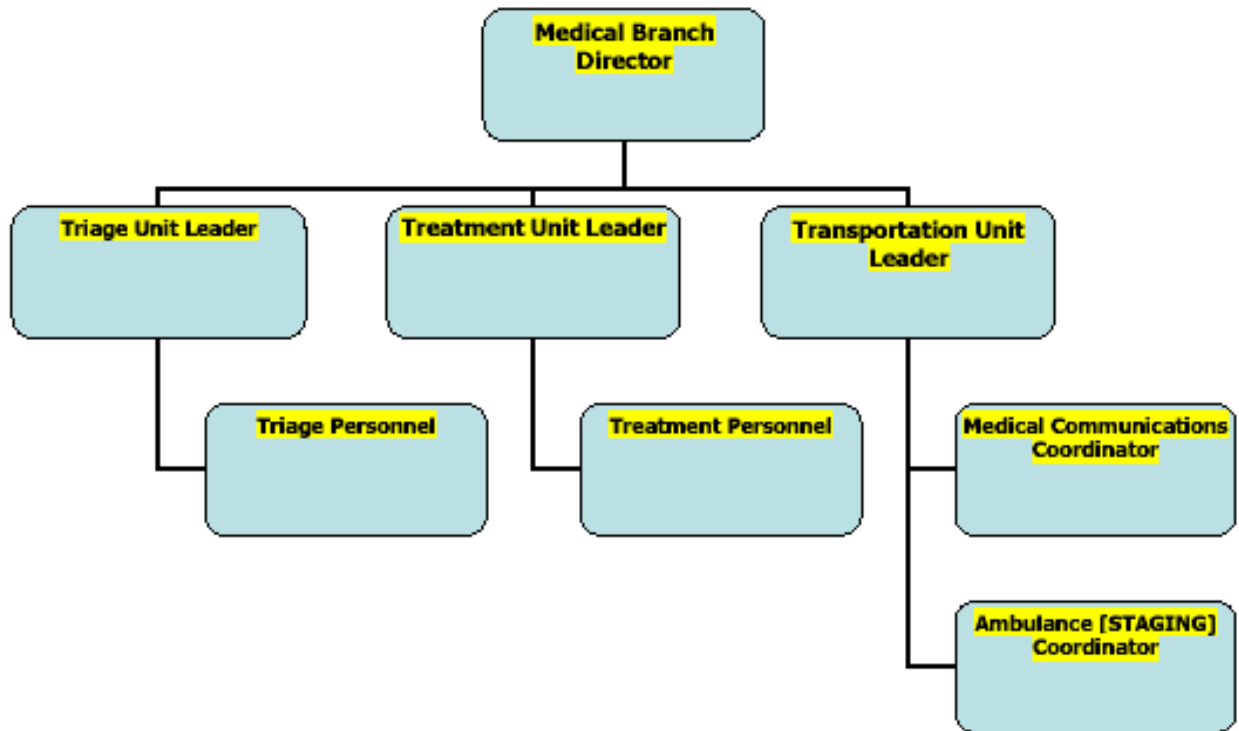 Medical Branch
Director
Triage Unit Leader
Treatment Unit Leader
Transportation Unit
Leader
Triage Personnel
Treatment Personnel
Medical Communications
Coordinator
Ambulance [STAGING]
Coordinator